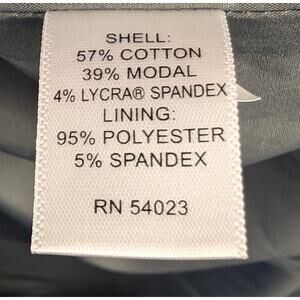 SHELL:
57% COTTON
39% MODAL
4% LYCRA® SPANDEX
LINING:
95% POLYESTER
5% SPANDEX
RN 54023